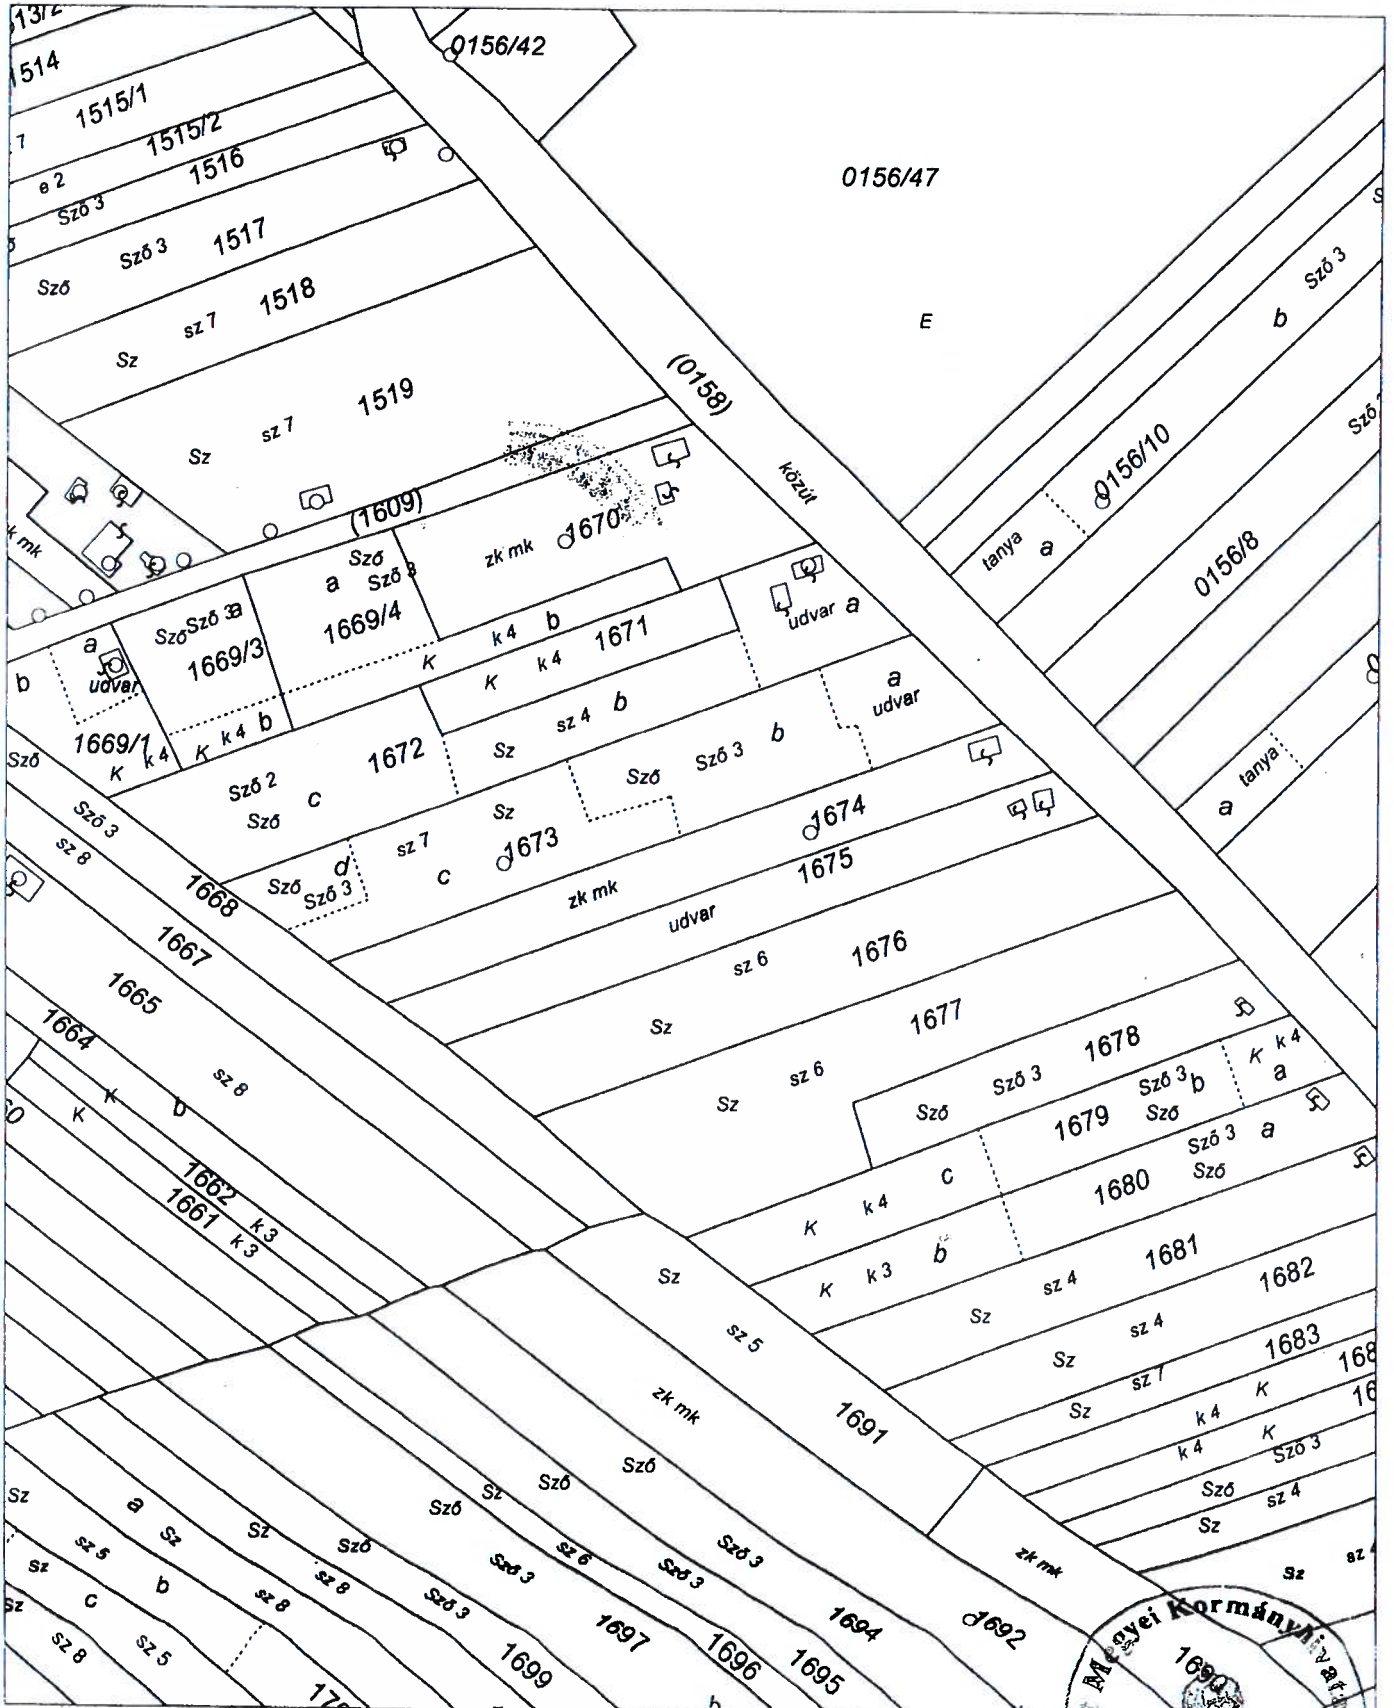 513/2
1514
1515/1
7
1515/2
e 2
1516
Sző 3
1517
Sző 3
Sző
1518
sz 7
Sz
1519
sz 7
Sz
0156/42
0156/47
E
(0158)
közút
Sző 3
b
0156/10
tanya
a
0156/8
tanya
a
(1609)
zk mk
1670
Sző
a
Sző 3
1669/4
Sző
Sző 3
a
1669/3
a
udvar
b
1669/1
K
k 4
K
k 4
b
K
k 4
b
K
k 4
1671
udvar
a
Sz
sz 4
b
1672
Sző 2
Sző
c
a
udvar
Sző
Sző 3
b
Sz
sz 7
c
1673
d
Sző
Sző 3
1674
zk mk
1675
udvar
1676
sz 6
Sz
1677
sz 6
Sz
1678
Sző 3
Sző
K
k 4
a
1679
Sző 3
b
Sző
K
k 4
c
1680
Sző 3
a
Sző
K
k 3
b
1681
sz 4
Sz
1682
sz 4
Sz
1683
sz 7
Sz
K
k 4
K
k 4
Sző 3
Sző
sz 4
Sz
sz
Sző
Sző 3
sz 8
1668
1667
1665
sz 8
1664
K
b
K
1662
k 3
1661
k 3
Sz
sz 5
1691
zk mk
zk mk
1692
Sző
Sző 3
1694
Sző
Sző 3
1695
Sz
sz 6
1696
b
Sző
Sző 3
1697
Sző
Sző 3
1699
Sz
sz 8
a
Sz
sz 8
Sz
sz 5
b
sz
c
sz 5
sz
sz 8
1690
Megyei Kormányhivat